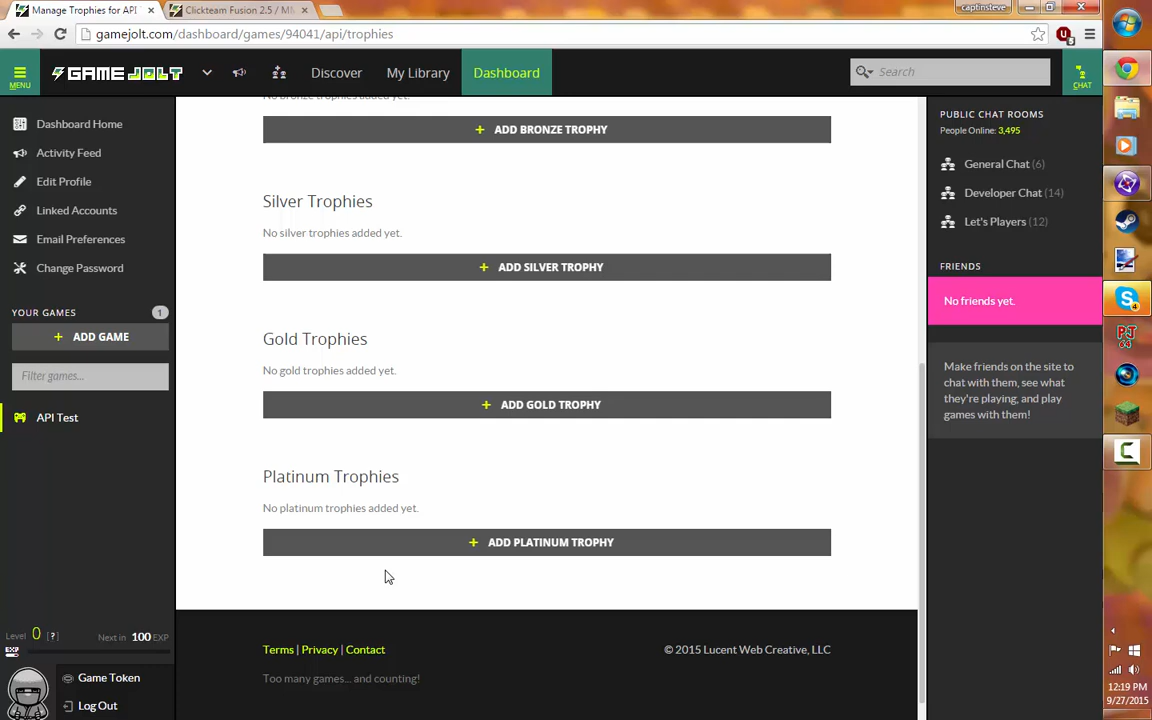 Manage Trophies for API
Clickteam Fusion 2.5 / MM
captinsteve
gamejolt.com/dashboard/games/94041/api/trophies
MENU
GAME JOLT
Discover
My Library
Dashboard
Search
CHAT
Dashboard Home
Activity Feed
Edit Profile
Linked Accounts
Email Preferences
Change Password
YOUR GAMES 1
+ ADD GAME
Filter games...
API Test
Level 0 [?] Next in 100 EXP
EXP
Game Token
Log Out
No bronze trophies added yet.
+ ADD BRONZE TROPHY
Silver Trophies
No silver trophies added yet.
+ ADD SILVER TROPHY
Gold Trophies
No gold trophies added yet.
+ ADD GOLD TROPHY
Platinum Trophies
No platinum trophies added yet.
+ ADD PLATINUM TROPHY
Terms | Privacy | Contact
© 2015 Lucent Web Creative, LLC
Too many games... and counting!
PUBLIC CHAT ROOMS
People Online: 3,495
General Chat (6)
Developer Chat (14)
Let's Players (12)
FRIENDS
No friends yet.
Make friends on the site to
chat with them, see what
they're playing, and play
games with them!
12:19 PM
9/27/2015